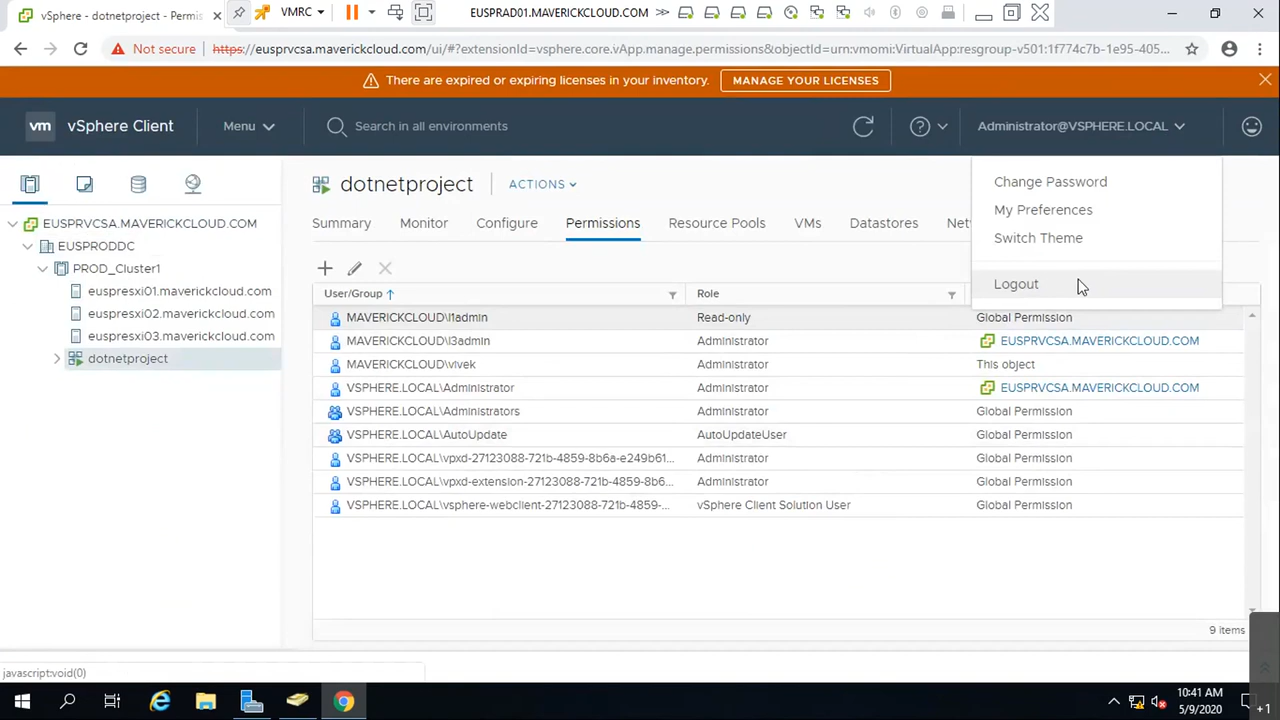 vSphere - dotnetproject - Permis
VMRC
EUSPRAD01.MAVERICKCLOUD.COM
Not secure
https://eusprvcsa.maverickcloud.com/ui/#?extensionId=vsphere.core.vApp.manage.permissions&objectId=urn:vmomi:VirtualApp:resgroup-v501:1f774c7b-1e95-405...
There are expired or expiring licenses in your inventory.
MANAGE YOUR LICENSES
vm
vSphere Client
Menu
Search in all environments
Administrator@VSPHERE.LOCAL
Change Password
My Preferences
Switch Theme
Logout
EUSPRVCSA.MAVERICKCLOUD.COM
EUSPRODDC
PROD_Cluster1
euspresxi01.maverickcloud.com
euspresxi02.maverickcloud.com
euspresxi03.maverickcloud.com
dotnetproject
dotnetproject
ACTIONS
Summary Monitor Configure Permissions Resource Pools VMs Datastores Net
User/Group Role
MAVERICKCLOUD\l1admin Read-only Global Permission
MAVERICKCLOUD\l3admin Administrator EUSPRVCSA.MAVERICKCLOUD.COM
MAVERICKCLOUD\vivek Administrator This object
VSPHERE.LOCAL\Administrator Administrator EUSPRVCSA.MAVERICKCLOUD.COM
VSPHERE.LOCAL\Administrators Administrator Global Permission
VSPHERE.LOCAL\AutoUpdate AutoUpdateUser Global Permission
VSPHERE.LOCAL\vpxd-27123088-721b-4859-8b6a-e249b61... Administrator Global Permission
VSPHERE.LOCAL\vpxd-extension-27123088-721b-4859-8b6... Administrator Global Permission
VSPHERE.LOCAL\vsphere-webclient-27123088-721b-4859-... vSphere Client Solution User Global Permission
9 items
javascript:void(0)
10:41 AM
5/9/2020
+1